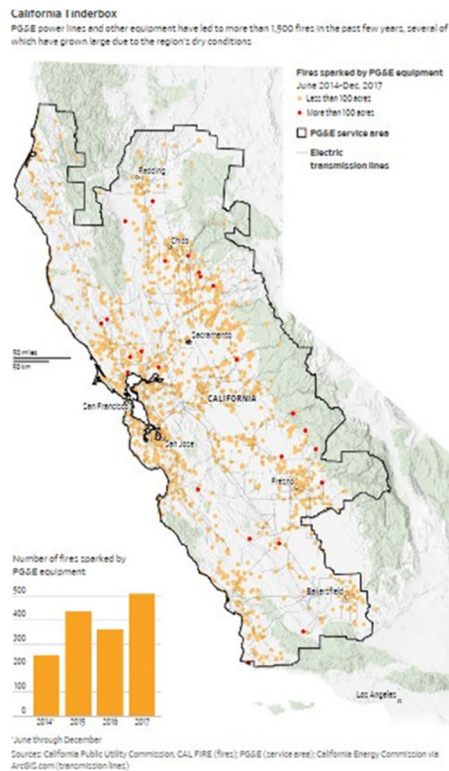 California Tinderbox
PG&E power lines and other equipment have led to more than 1,500 fires in the past few years, several of
which have grown large due to the region's dry conditions
Fires sparked by PG&E equipment
June 2014-Dec. 2017
Less than 100 acres
More than 100 acres
PG&E service area
Electric
transmission lines
Redding
Chico
Sacramento
50 miles
50 km
San Francisco
CALIFORNIA
San Jose
Fresno
Number of fires sparked by
PG&E equipment
500
400
300
200
100
0
2014*
2015
2016
2017
Bakersfield
Los Angeles
*June through December
Sources: California Public Utility Commission, CAL FIRE (fires); PG&E (service area); California Energy Commission via
ArcGIS.com (transmission lines)